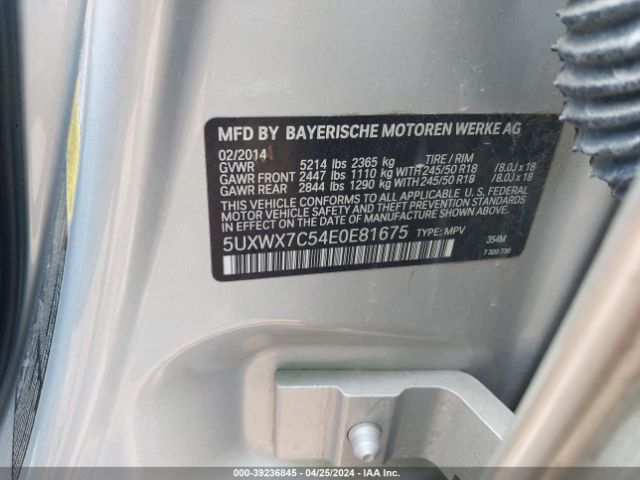 MFD BY BAYERISCHE MOTOREN WERKE AG
02/2014
GVWR 5214 lbs 2365 kg TIRE / RIM
GAWR FRONT 2447 lbs 1110 kg WITH 245/50 R18 /8.0J x 18
GAWR REAR 2844 lbs 1290 kg WITH 245/50 R18 /8.0J x 18
THIS VEHICLE CONFORMS TO ALL APPLICABLE U. S. FEDERAL
MOTOR VEHICLE SAFETY AND THEFT PREVENTION STANDARDS
IN EFFECT ON THE DATE OF MANUFACTURE SHOWN ABOVE.
5UXWX7C54E0E81675 TYPE: MPV 354M
7 320 730
000-39236845 / 04/25/2024 / IAA Inc.